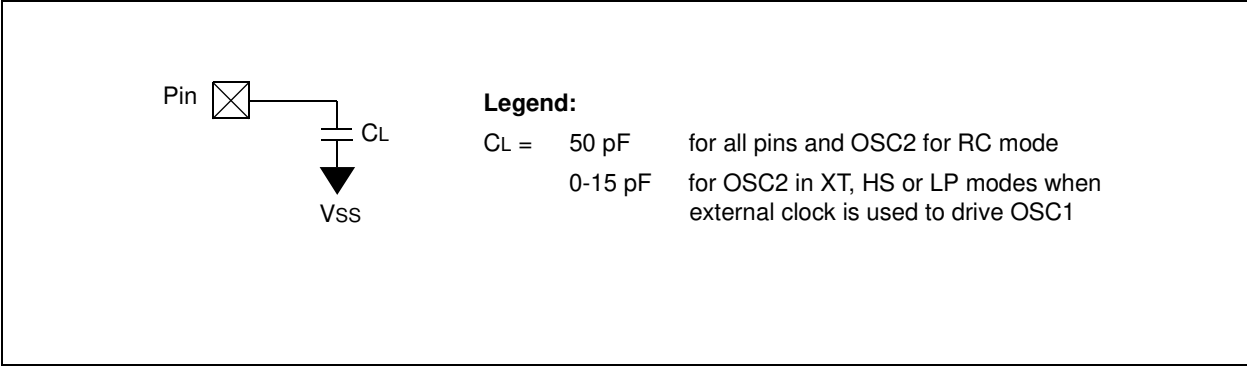 Pin
CL
VSS
Legend:
CL = 50 pF for all pins and OSC2 for RC mode
0-15 pF for OSC2 in XT, HS or LP modes when
external clock is used to drive OSC1